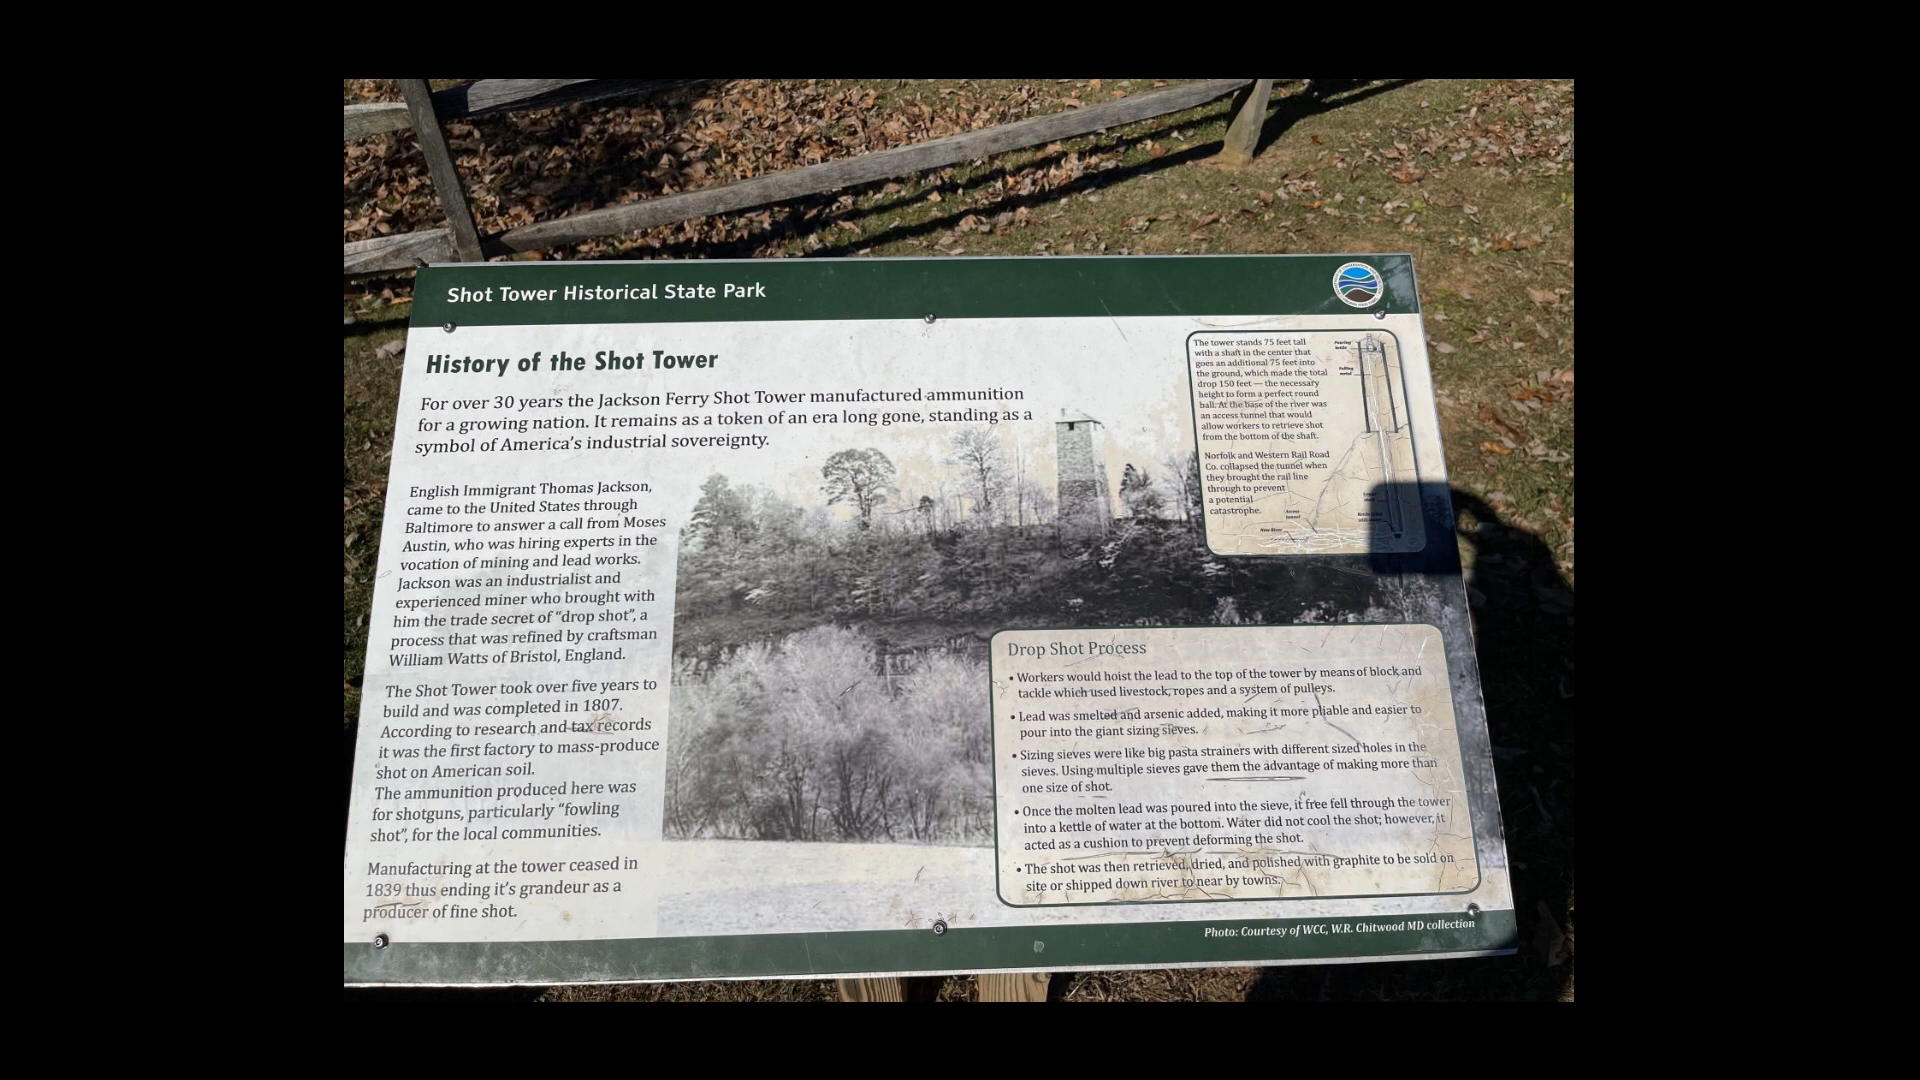 Shot Tower Historical State Park
History of the Shot Tower
For over 30 years the Jackson Ferry Shot Tower manufactured ammunition
for a growing nation. It remains as a token of an era long gone, standing as a
symbol of America's industrial sovereignty.
English Immigrant Thomas Jackson,
came to the United States through
Baltimore to answer a call from Moses
Austin, who was hiring experts in the
vocation of mining and lead works.
Jackson was an industrialist and
experienced miner who brought with
him the trade secret of "drop shot", a
process that was refined by craftsman
William Watts of Bristol, England.
The Shot Tower took over five years to
build and was completed in 1807.
According to research and tax records
it was the first factory to mass-produce
shot on American soil.
The ammunition produced here was
for shotguns, particularly "fowling
shot", for the local communities.
Manufacturing at the tower ceased in
1839 thus ending it's grandeur as a
producer of fine shot.
The tower stands 75 feet tall
with a shaft in the center that
goes an additional 75 feet into
the ground, which made the total
drop 150 feet — the necessary
height to form a perfect round
ball. At the base of the river was
an access tunnel that would
allow workers to retrieve shot
from the bottom of the shaft.
Norfolk and Western Rail Road
Co. collapsed the tunnel when
they brought the rail line
through to prevent
a potential
catastrophe.
Pouring
kettle
Falling
metal
Access
tunnel
New River
Drop Shot Process
• Workers would hoist the lead to the top of the tower by means of block and
tackle which used livestock, ropes and a system of pulleys.
• Lead was smelted and arsenic added, making it more pliable and easier to
pour into the giant sizing sieves.
• Sizing sieves were like big pasta strainers with different sized holes in the
sieves. Using multiple sieves gave them the advantage of making more than
one size of shot.
• Once the molten lead was poured into the sieve, it free fell through the tower
into a kettle of water at the bottom. Water did not cool the shot; however, it
acted as a cushion to prevent deforming the shot.
• The shot was then retrieved, dried, and polished with graphite to be sold on
site or shipped down river to near by towns.
Photo: Courtesy of WCC, W.R. Chitwood MD collection